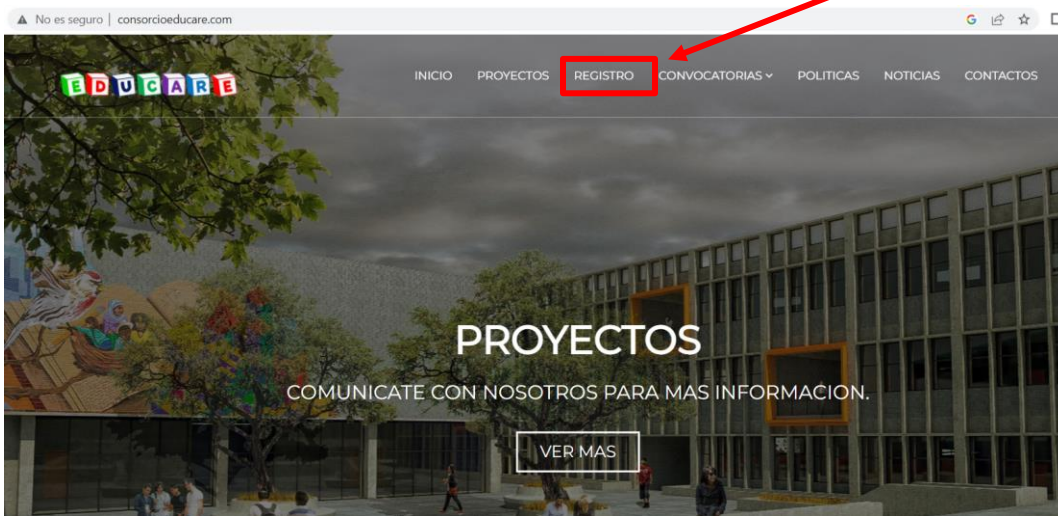 No es seguro | consorcioeducare.com
EDUCARE
INICIO PROYECTOS REGISTRO CONVOCATORIAS POLITICAS NOTICIAS CONTACTOS
PROYECTOS
COMUNICATE CON NOSOTROS PARA MAS INFORMACION.
VER MAS